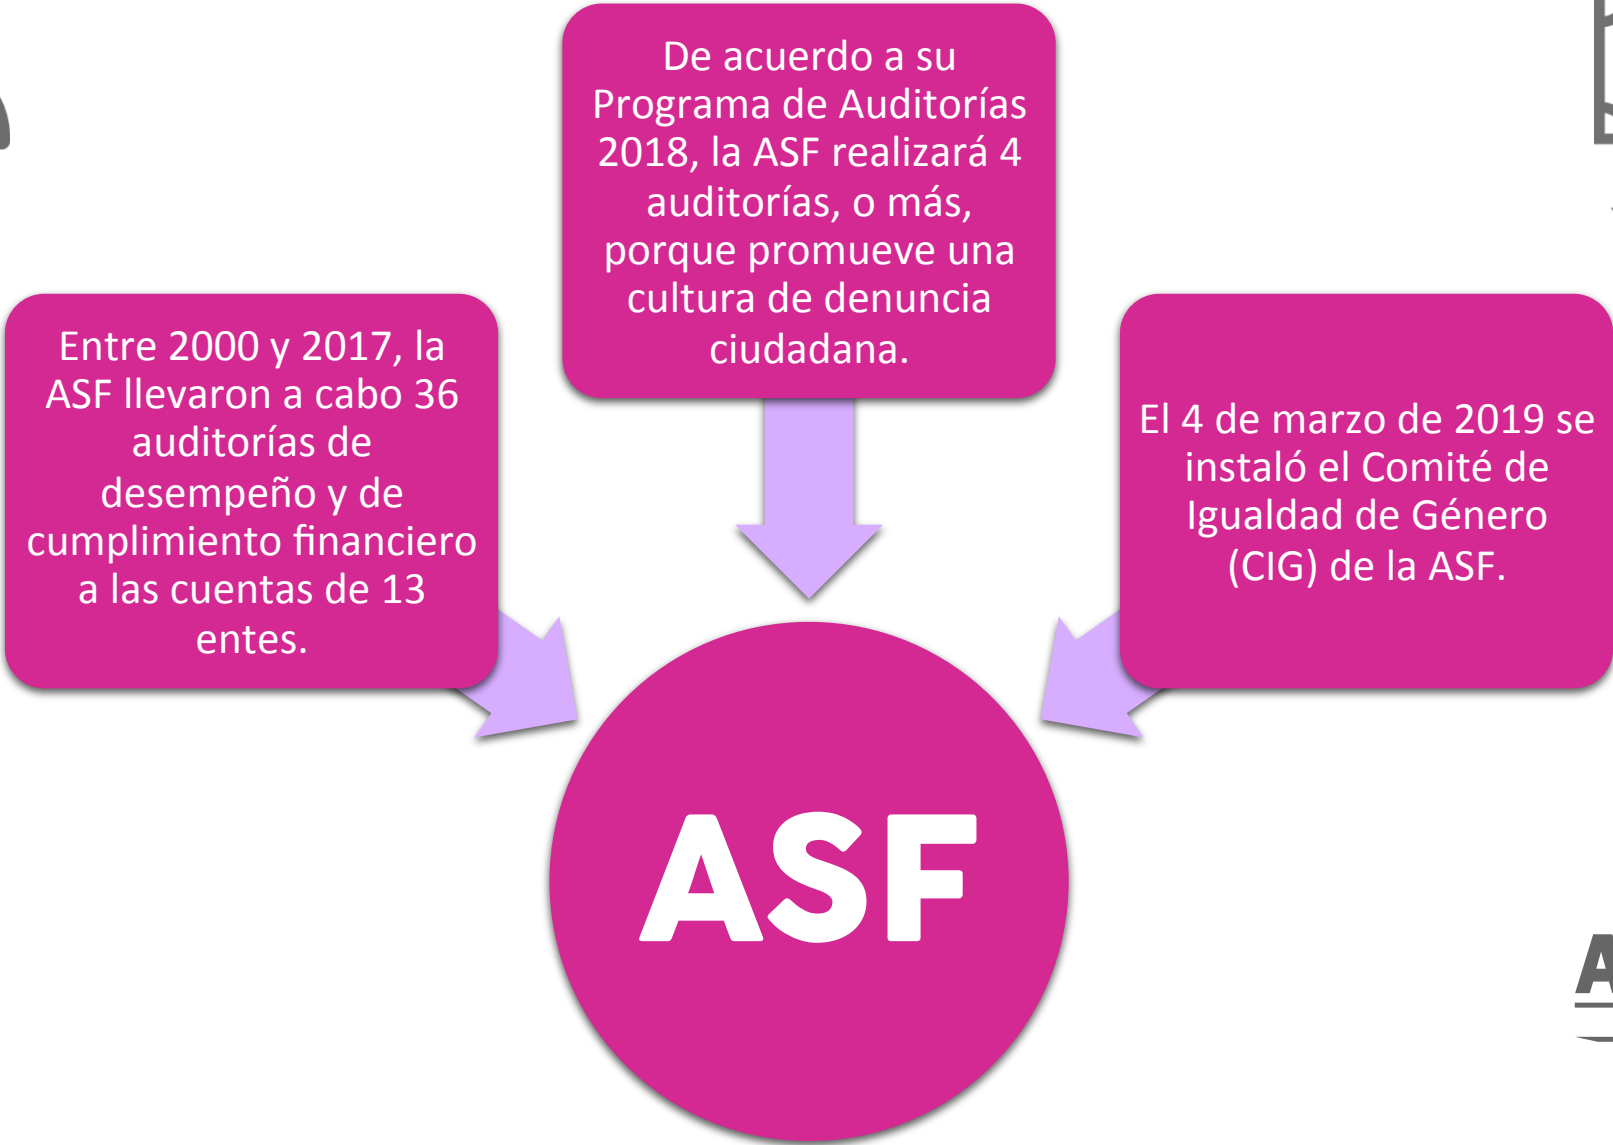 De acuerdo a su
Programa de Auditorías
2018, la ASF realizará 4
auditorías, o más,
porque promueve una
cultura de denuncia
ciudadana.
Entre 2000 y 2017, la
ASF llevaron a cabo 36
auditorías de
desempeño y de
cumplimiento financiero
a las cuentas de 13
entes.
El 4 de marzo de 2019 se
instaló el Comité de
Igualdad de Género
(CIG) de la ASF.
ASF
A